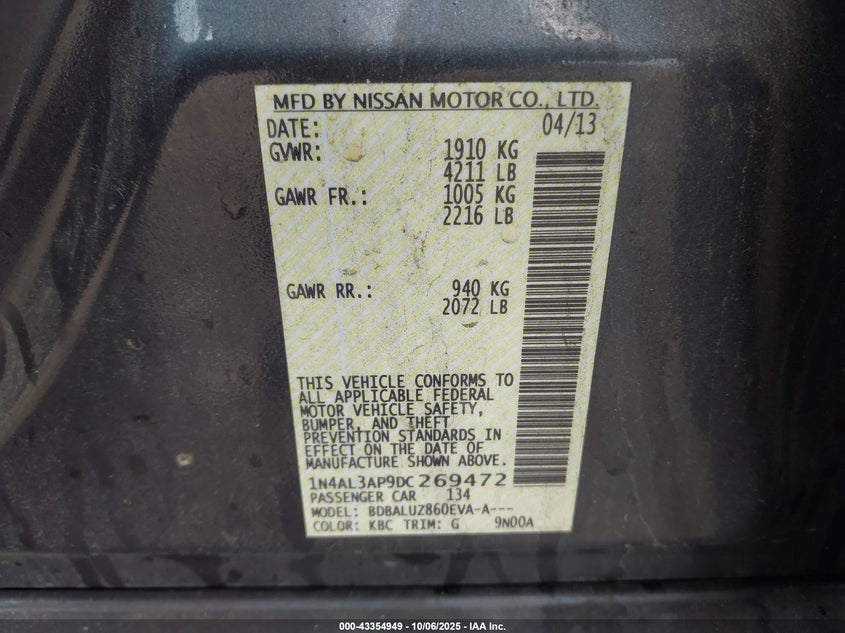 MFD BY NISSAN MOTOR CO., LTD.
DATE: 04/13
GVWR: 1910 KG
4211 LB
GAWR FR.: 1005 KG
2216 LB
GAWR RR.: 940 KG
2072 LB
THIS VEHICLE CONFORMS TO
ALL APPLICABLE FEDERAL
MOTOR VEHICLE SAFETY,
BUMPER, AND THEFT
PREVENTION STANDARDS IN
EFFECT ON THE DATE OF
MANUFACTURE SHOWN ABOVE.
1N4AL3AP9DC269472
PASSENGER CAR 134
MODEL: BDBALUZ860EVA-A---
COLOR: KBC TRIM: G 9N00A
000-43354949 - 10/06/2025 - IAA Inc.